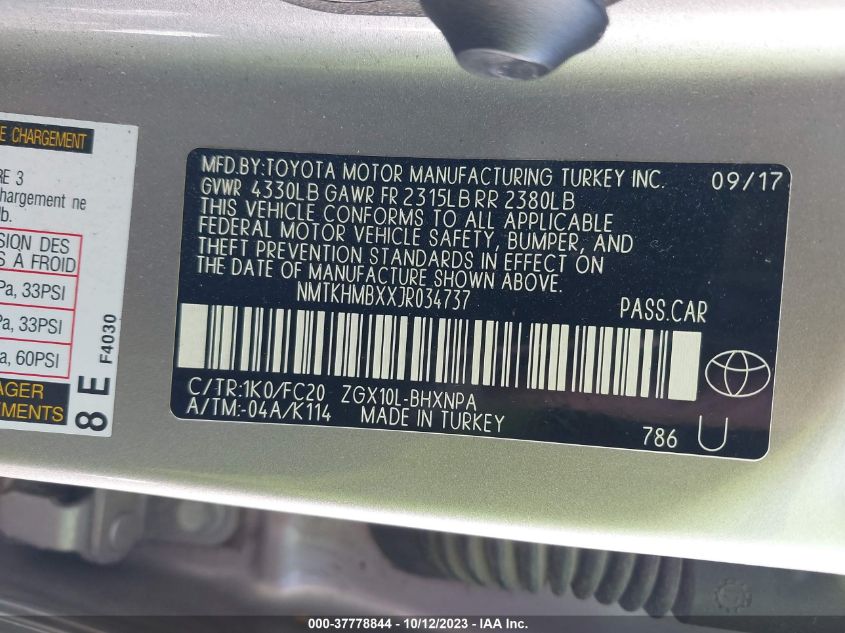 E CHARGEMENT
RE 3
chargement ne
lb.
SION DES
S À FROID
Pa, 33PSI
Pa, 33PSI
a, 60PSI
AGER
EMENTS
8 E F4030
MFD.BY:TOYOTA MOTOR MANUFACTURING TURKEY INC. 09/17
GVWR 4330LB GAWR FR 2315LB RR 2380LB
THIS VEHICLE CONFORMS TO ALL APPLICABLE
FEDERAL MOTOR VEHICLE SAFETY, BUMPER, AND
THEFT PREVENTION STANDARDS IN EFFECT ON
THE DATE OF MANUFACTURE SHOWN ABOVE.
NMTKHMBXXJR034737 PASS.CAR
C/TR:1K0/FC20 ZGX10L-BHXNPA
A/TM:-04A/K114 MADE IN TURKEY
786 U
000-37778844 - 10/12/2023 - IAA Inc.